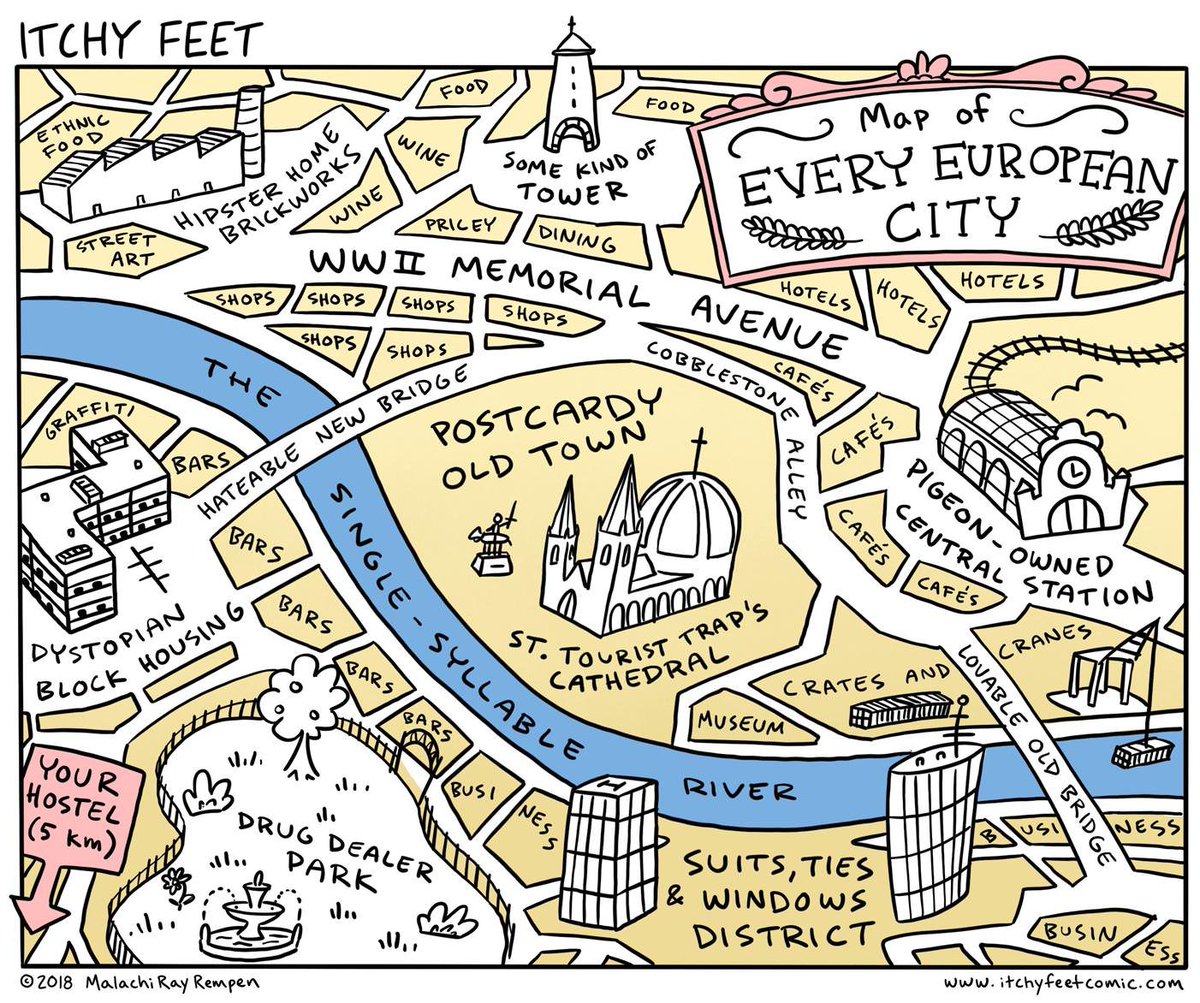 ITCHY FEET
Map of
EVERY EUROPEAN
CITY
FOOD
FOOD
ETHNIC
FOOD
HIPSTER HOME
BRICKWORKS
WINE
WINE
SOME KIND OF
TOWER
STREET
ART
PRICEY
DINING
WWII MEMORIAL AVENUE
HOTELS
HOTELS
HOTELS
SHOPS
SHOPS
SHOPS
SHOPS
SHOPS
SHOPS
COBBLESTONE ALLEY
CAFÉS
CAFÉS
CAFÉS
CAFÉS
THE SINGLE-SYLLABLE RIVER
HATEABLE NEW BRIDGE
POSTCARDY
OLD TOWN
GRAFFITI
BARS
BARS
BARS
BARS
BARS
PIGEON-OWNED
CENTRAL STATION
ST. TOURIST TRAP'S
CATHEDRAL
DYSTOPIAN
BLOCK HOUSING
CRATES AND
CRANES
LOVABLE OLD BRIDGE
MUSEUM
YOUR
HOSTEL
(5 km)
DRUG DEALER
PARK
BUSI
NESS
H
SUITS, TIES
& WINDOWS
DISTRICT
B
USI
NESS
BUSIN
ESS
©2018 Malachi Ray Rempen
www.itchyfeetcomic.com